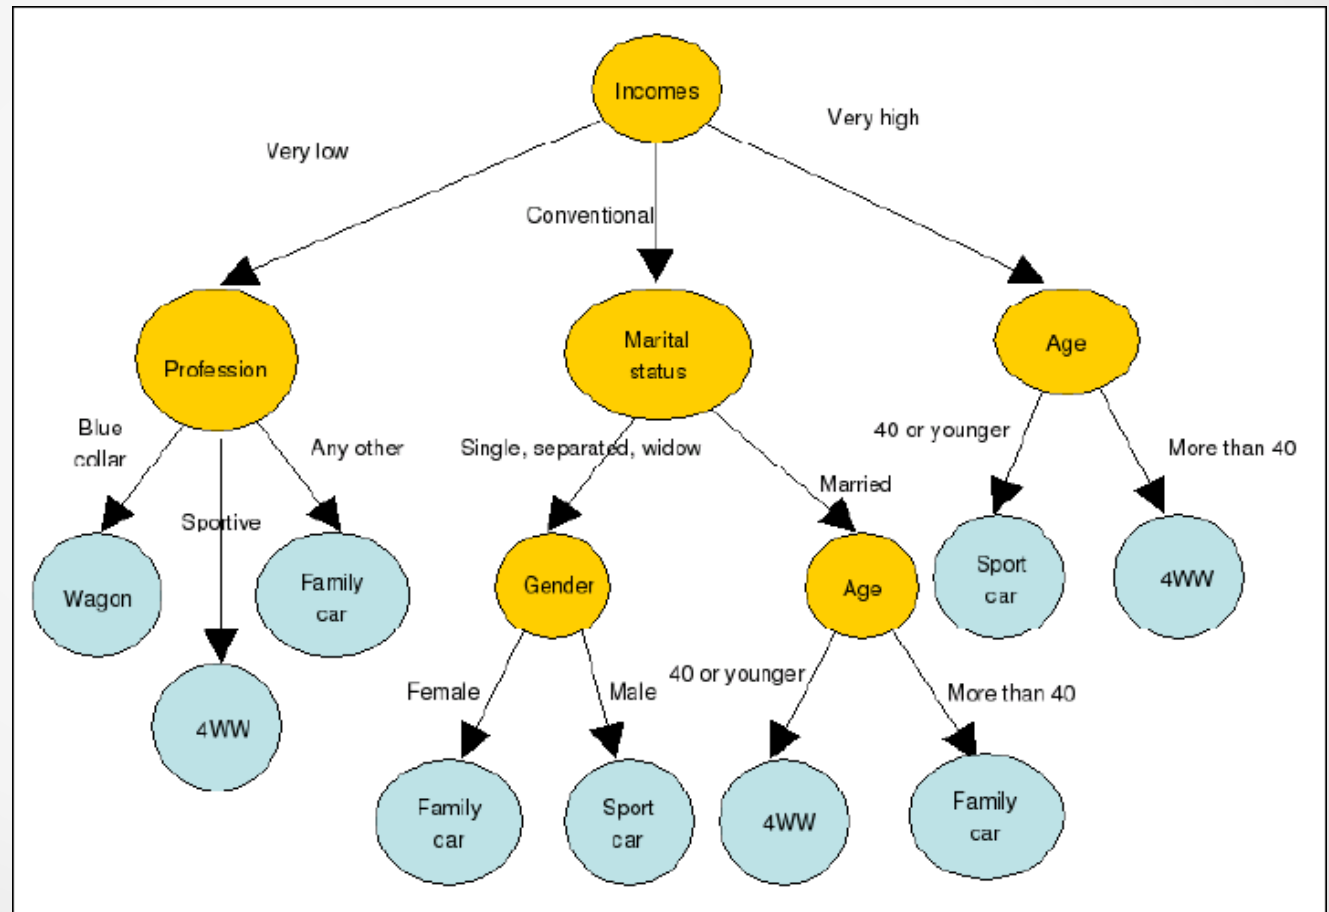 Incomes
Very low
Conventional
Very high
Profession
Marital
status
Age
Blue
collar
Sportive
Any other
Single, separated, widow
Married
40 or younger
More than 40
Wagon
4WW
Family
car
Gender
Age
Sport
car
4WW
Female
Male
40 or younger
More than 40
Family
car
Sport
car
4WW
Family
car